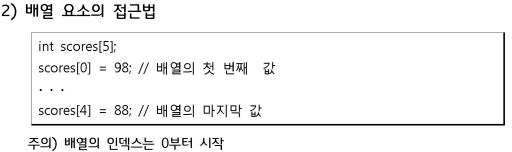 2) 배열 요소의 접근법
int scores[5];
scores[0] = 98; // 배열의 첫 번째 값
· · ·
scores[4] = 88; // 배열의 마지막 값
주의) 배열의 인덱스는 0부터 시작